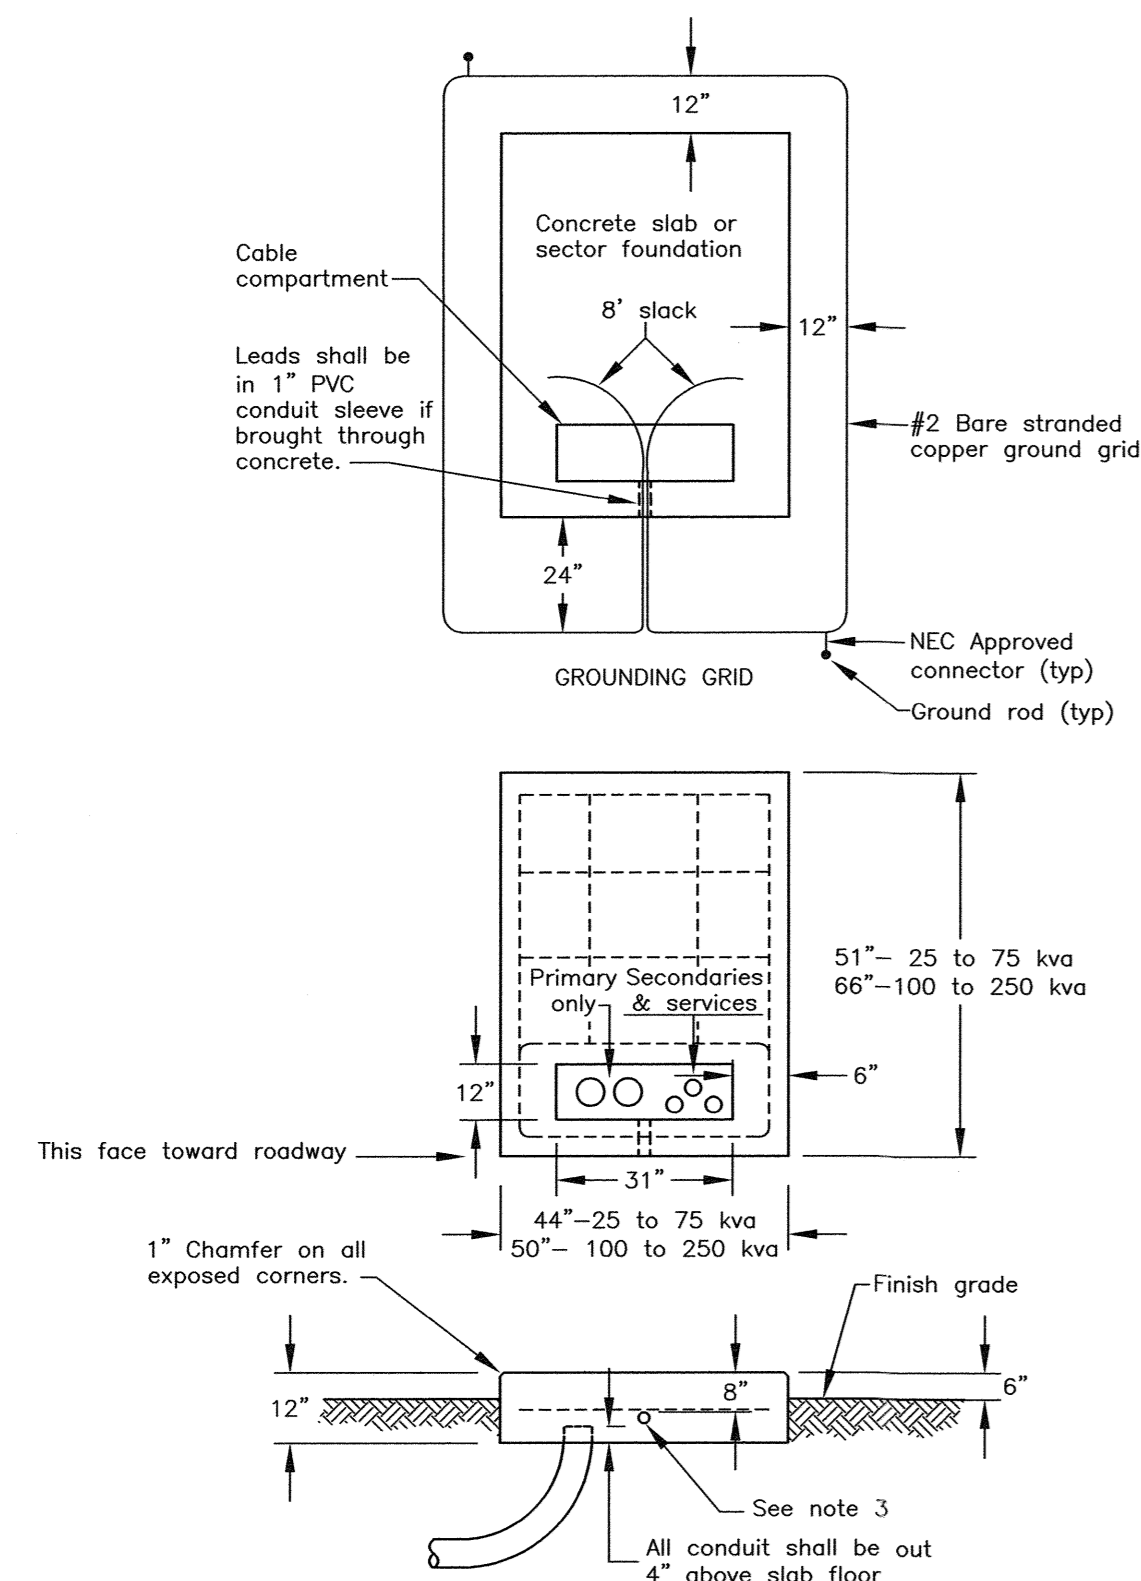 12”
Concrete slab or
sector foundation
Cable
compartment
8’ slack
12”
Leads shall be
in 1” PVC
conduit sleeve if
brought through
concrete.
#2 Bare stranded
copper ground grid
24”
NEC Approved
connector (typ)
GROUNDING GRID
Ground rod (typ)
51”– 25 to 75 kva
66”–100 to 250 kva
Primary
only
Secondaries
& services
6”
12”
This face toward roadway
31”
44”–25 to 75 kva
50”– 100 to 250 kva
1” Chamfer on all
exposed corners.
Finish grade
8”
6”
12”
See note 3
All conduit shall be out
4” above slab floor